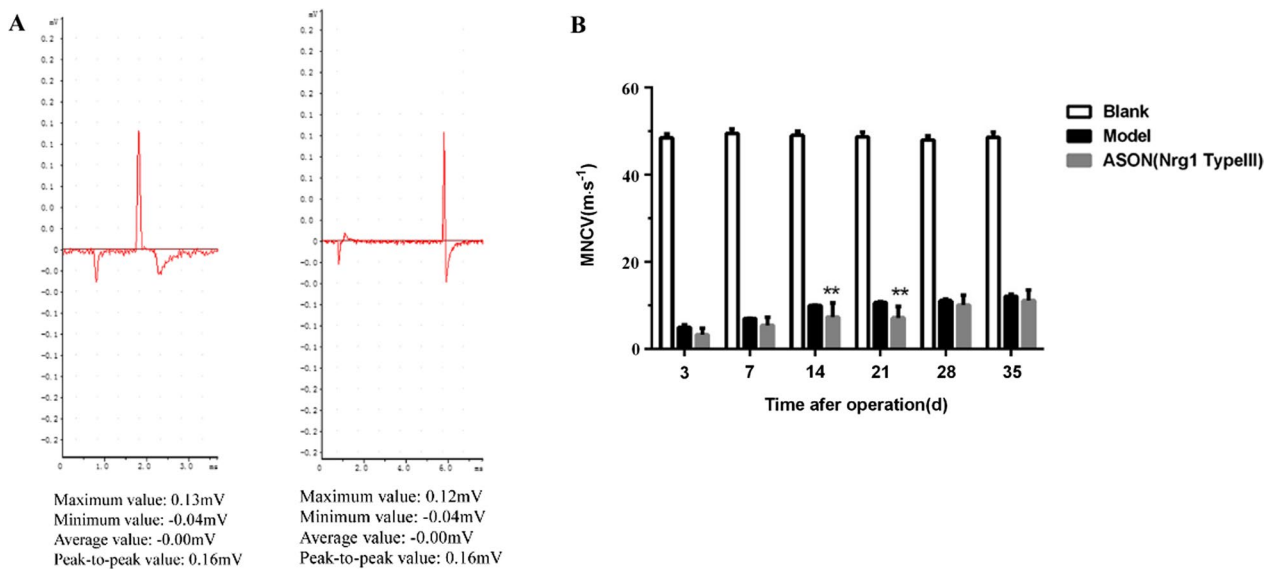 A
mV
0.2
0.2
0.2
0.2
0.1
0.1
0.1
0.1
0.0
0.0
0
-0.0
-0.0
-0.1
-0.1
-0.1
-0.1
-0.2
-0.2
-0.2
0 1.0 2.0 3.0 ms
Maximum value: 0.13mV
Minimum value: -0.04mV
Average value: -0.00mV
Peak-to-peak value: 0.16mV
mV
0.2
0.2
0.2
0.2
0.1
0.1
0.1
0.1
0.0
0.0
0
-0.0
-0.0
-0.1
-0.1
-0.1
-0.1
-0.2
-0.2
-0.2
-0.2
0 2.0 4.0 6.0 ms
Maximum value: 0.12mV
Minimum value: -0.04mV
Average value: -0.00mV
Peak-to-peak value: 0.16mV
B
MNCV(m·s⁻¹)
60
40
20
0
** **
3 7 14 21 28 35
Time afer operation(d)
Blank
Model
ASON(Nrg1 TypeIII)